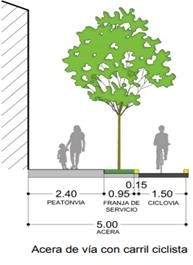 0.15
2.40
0.95
1.50
PEATONVIA
FRANJA DE
SERVICIO
CICLOVIA
5.00
ACERA
Acera de vía con carril ciclista